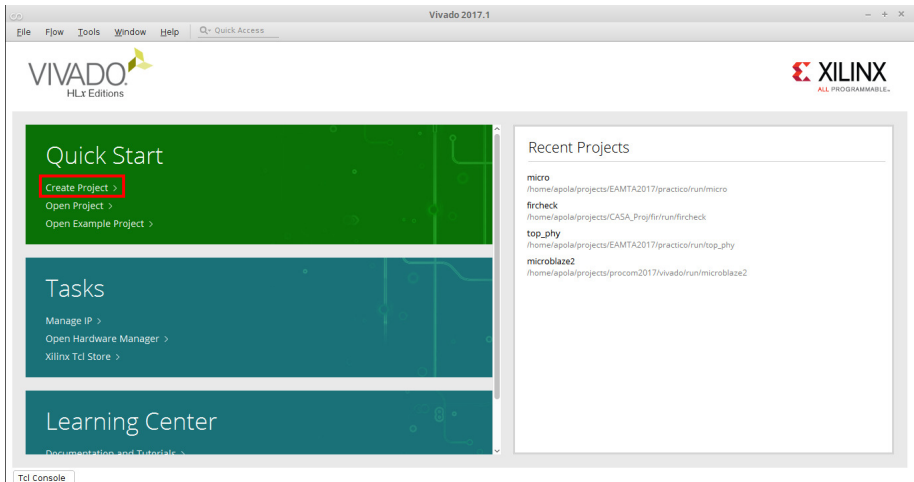 Vivado 2017.1
File Flow Tools Window Help Quick Access
VIVADO.
HLx Editions
XILINX
ALL PROGRAMMABLE.
Quick Start
Create Project >
Open Project >
Open Example Project >
Tasks
Manage IP >
Open Hardware Manager >
Xilinx Tcl Store >
Learning Center
Documentation and Tutorials >
Recent Projects
micro
/home/apola/projects/EAMTA2017/practico/run/micro
fircheck
/home/apola/projects/CASA_Proj/fir/run/fircheck
top_phy
/home/apola/projects/EAMTA2017/practico/run/top_phy
microblaze2
/home/apola/projects/procom2017/vivado/run/microblaze2
Tcl Console